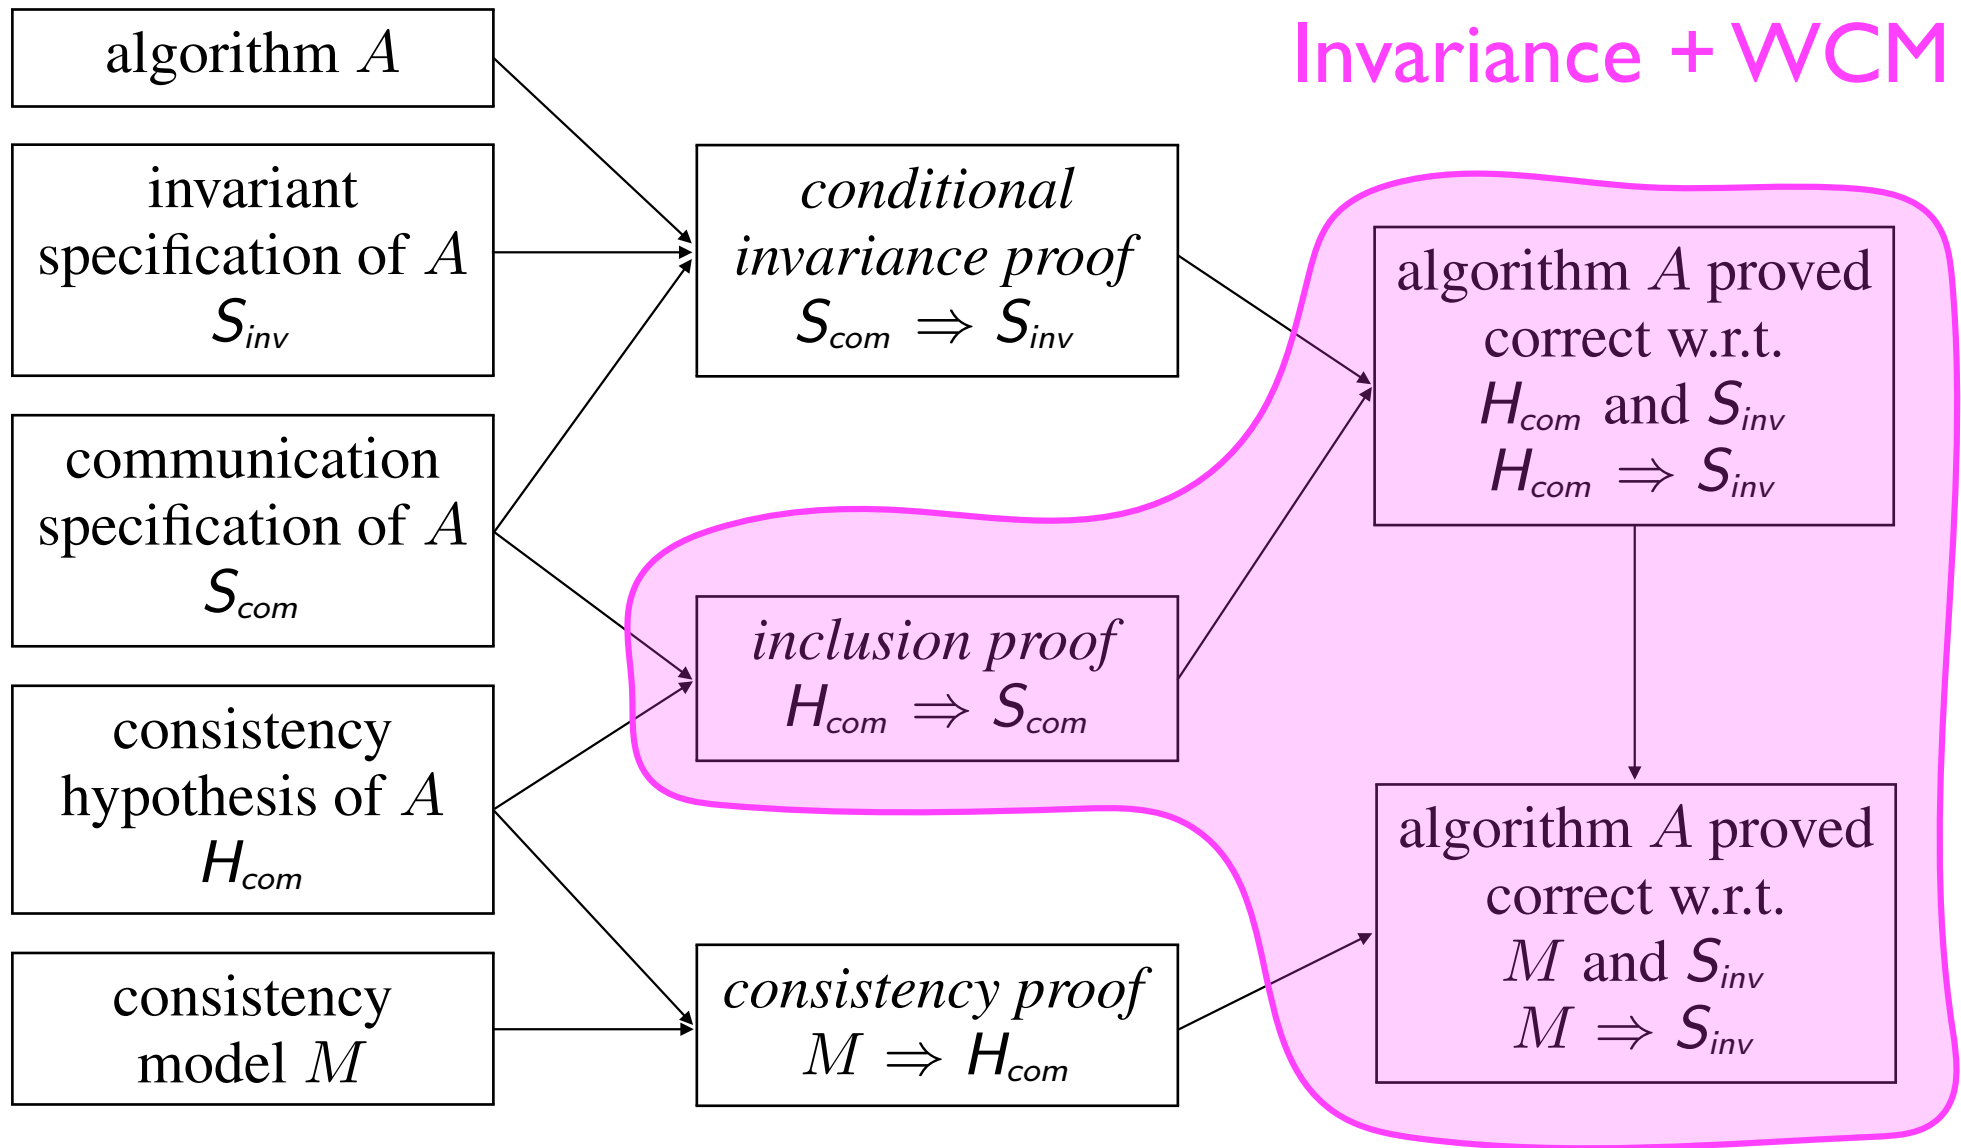 Invariance + WCM
algorithm A
invariant
specification of A
S_inv
communication
specification of A
S_com
consistency
hypothesis of A
H_com
consistency
model M
conditional
invariance proof
S_com ⇒ S_inv
inclusion proof
H_com ⇒ S_com
consistency proof
M ⇒ H_com
algorithm A proved
correct w.r.t.
H_com and S_inv
H_com ⇒ S_inv
algorithm A proved
correct w.r.t.
M and S_inv
M ⇒ S_inv